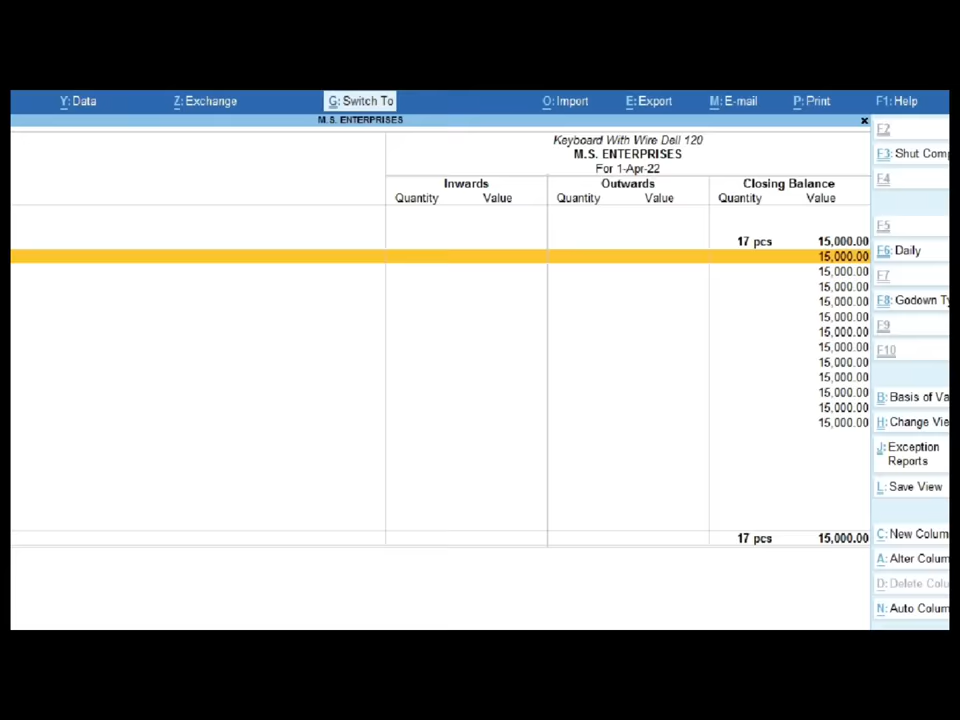 Y: Data Z: Exchange G: Switch To O: Import E: Export M: E-mail P: Print F1: Help
M.S. ENTERPRISES x
F2
Keyboard With Wire Dell 120
M.S. ENTERPRISES
F3: Shut Comp
For 1-Apr-22
F4
Inwards Outwards Closing Balance
Quantity Value Quantity Value Quantity Value
F5
17 pcs 15,000.00
F6: Daily
15,000.00
15,000.00
F7
15,000.00
15,000.00
F8: Godown Ty
15,000.00
F9
15,000.00
15,000.00
F10
15,000.00
15,000.00
15,000.00
B: Basis of Va
15,000.00
15,000.00
H: Change Vie
J: Exception
Reports
L: Save View
17 pcs 15,000.00
C: New Colum
A: Alter Colum
D: Delete Colu
N: Auto Colum